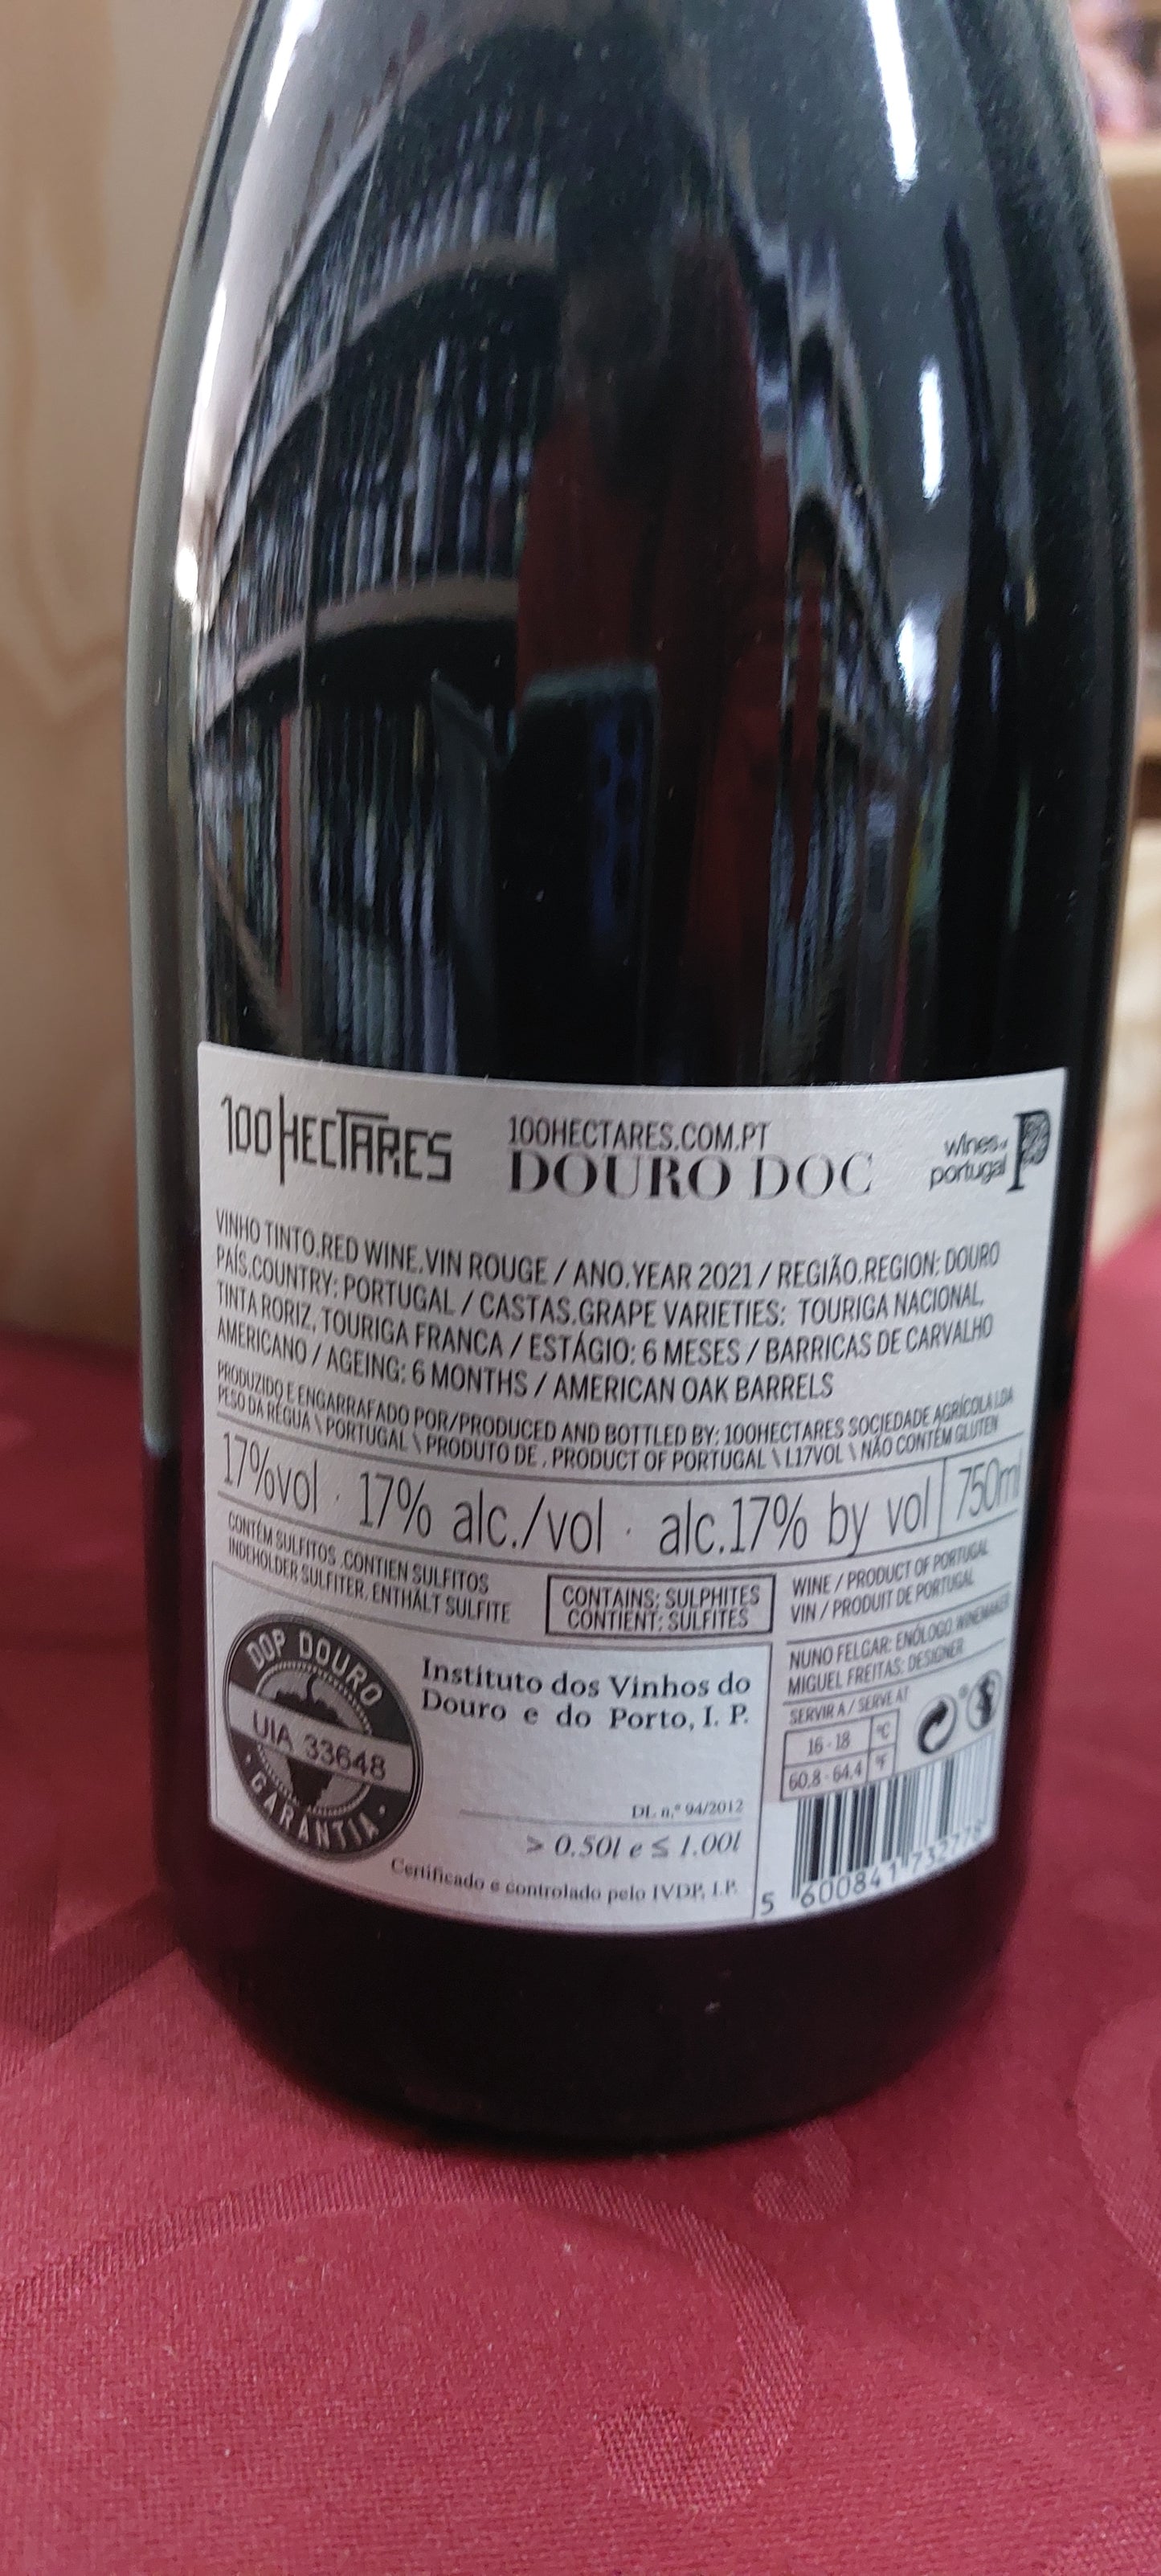 100HECTARES
100HECTARES.COM.PT
DOURO DOC
wines of
portugal
VINHO TINTO.RED WINE.VIN ROUGE / ANO.YEAR 2021 / REGIÃO.REGION: DOURO
PAÍS.COUNTRY: PORTUGAL / CASTAS.GRAPE VARIETIES: TOURIGA NACIONAL,
TINTA RORIZ, TOURIGA FRANCA / ESTÁGIO: 6 MESES / BARRICAS DE CARVALHO
AMERICANO / AGEING: 6 MONTHS / AMERICAN OAK BARRELS
PRODUZIDO E ENGARRAFADO POR/PRODUCED AND BOTTLED BY: 100HECTARES SOCIEDADE AGRÍCOLA LDA
PESO DA RÉGUA \ PORTUGAL \ PRODUTO DE . PRODUCT OF PORTUGAL \ L17VOL \ NÃO CONTÉM GLUTEN
17%vol · 17% alc./vol · alc.17% by vol 750ml
CONTÉM SULFITOS .CONTIEN SULFITOS
INDEHOLDER SULFITER. ENTHÄLT SULFITE
CONTAINS: SULPHITES
CONTIENT: SULFITES
WINE / PRODUCT OF PORTUGAL
VIN / PRODUIT DE PORTUGAL
NUNO FELGAR: ENÓLOGO.WINEMAKER
MIGUEL FREITAS: DESIGNER
SERVIR A / SERVE AT
16 - 18 °C
60.8 - 64.4 °F
DOP DOURO
UIA 33648
· GARANTIA ·
Instituto dos Vinhos do
Douro e do Porto, I. P.
DL n.º 94/2012
> 0.50l e ≤ 1.00l
Certificado e controlado pelo IVDP, I.P.
5 600841